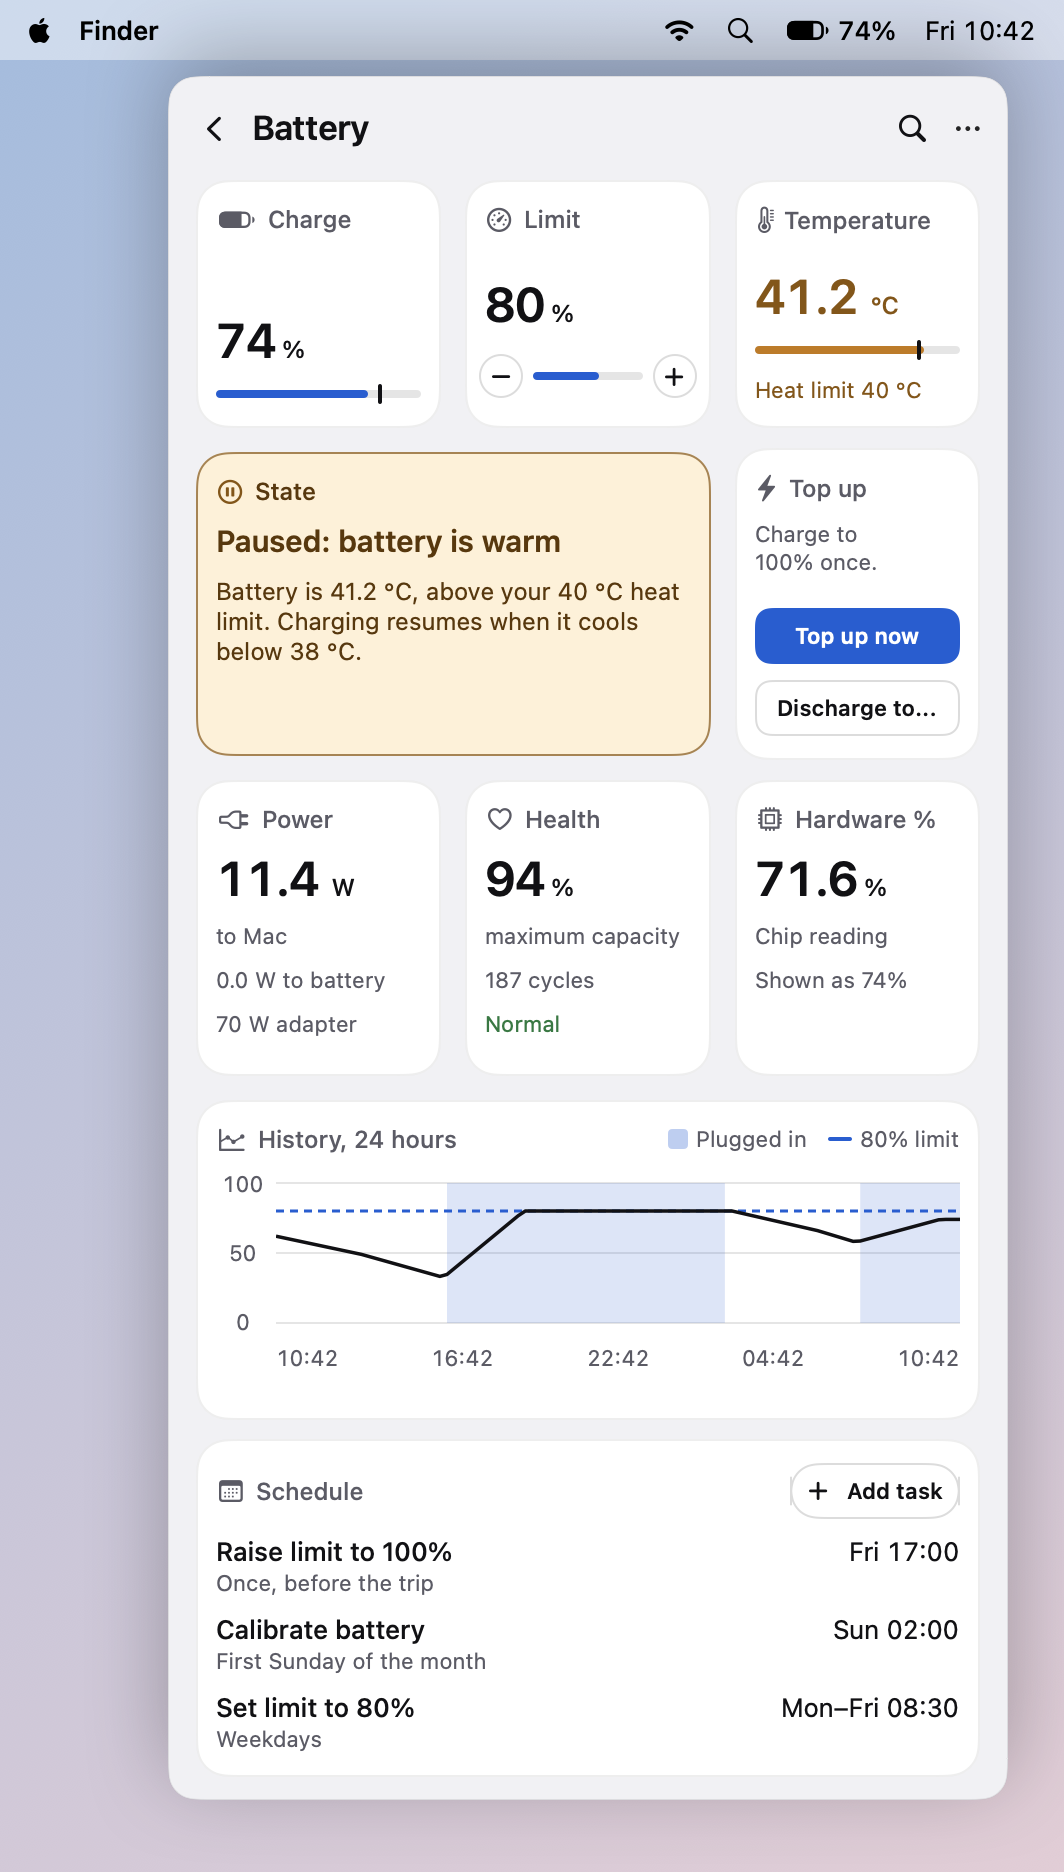 Finder
74%
Fri 10:42
Battery
Charge
74 %
Limit
80 %
Temperature
41.2 °C
Heat limit 40 °C
State
Paused: battery is warm
Battery is 41.2 °C, above your 40 °C heat
limit. Charging resumes when it cools
below 38 °C.
Top up
Charge to
100% once.
Top up now
Discharge to...
Power
11.4 W
to Mac
0.0 W to battery
70 W adapter
Health
94 %
maximum capacity
187 cycles
Normal
Hardware %
71.6 %
Chip reading
Shown as 74%
History, 24 hours
Plugged in
80% limit
100
50
0
10:42
16:42
22:42
04:42
10:42
Schedule
+ Add task
Raise limit to 100%
Fri 17:00
Once, before the trip
Calibrate battery
Sun 02:00
First Sunday of the month
Set limit to 80%
Mon–Fri 08:30
Weekdays